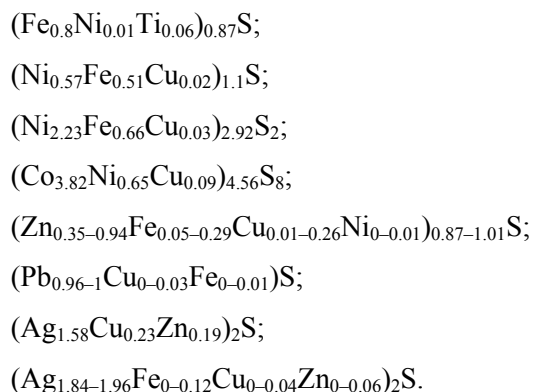 (Fe₀.₈Ni₀.₀₁Ti₀.₀₆)₀.₈₇S;
(Ni₀.₅₇Fe₀.₅₁Cu₀.₀₂)₁.₁S;
(Ni₂.₂₃Fe₀.₆₆Cu₀.₀₃)₂.₉₂S₂;
(Co₃.₈₂Ni₀.₆₅Cu₀.₀₉)₄.₅₆S₈;
(Zn₀.₃₅₋₀.₉₄Fe₀.₀₅₋₀.₂₉Cu₀.₀₁₋₀.₂₆Ni₀₋₀.₀₁)₀.₈₇₋₁.₀₁S;
(Pb₀.₉₆₋₁Cu₀₋₀.₀₃Fe₀₋₀.₀₁)S;
(Ag₁.₅₈Cu₀.₂₃Zn₀.₁₉)₂S;
(Ag₁.₈₄₋₁.₉₆Fe₀₋₀.₁₂Cu₀₋₀.₀₄Zn₀₋₀.₀₆)₂S.